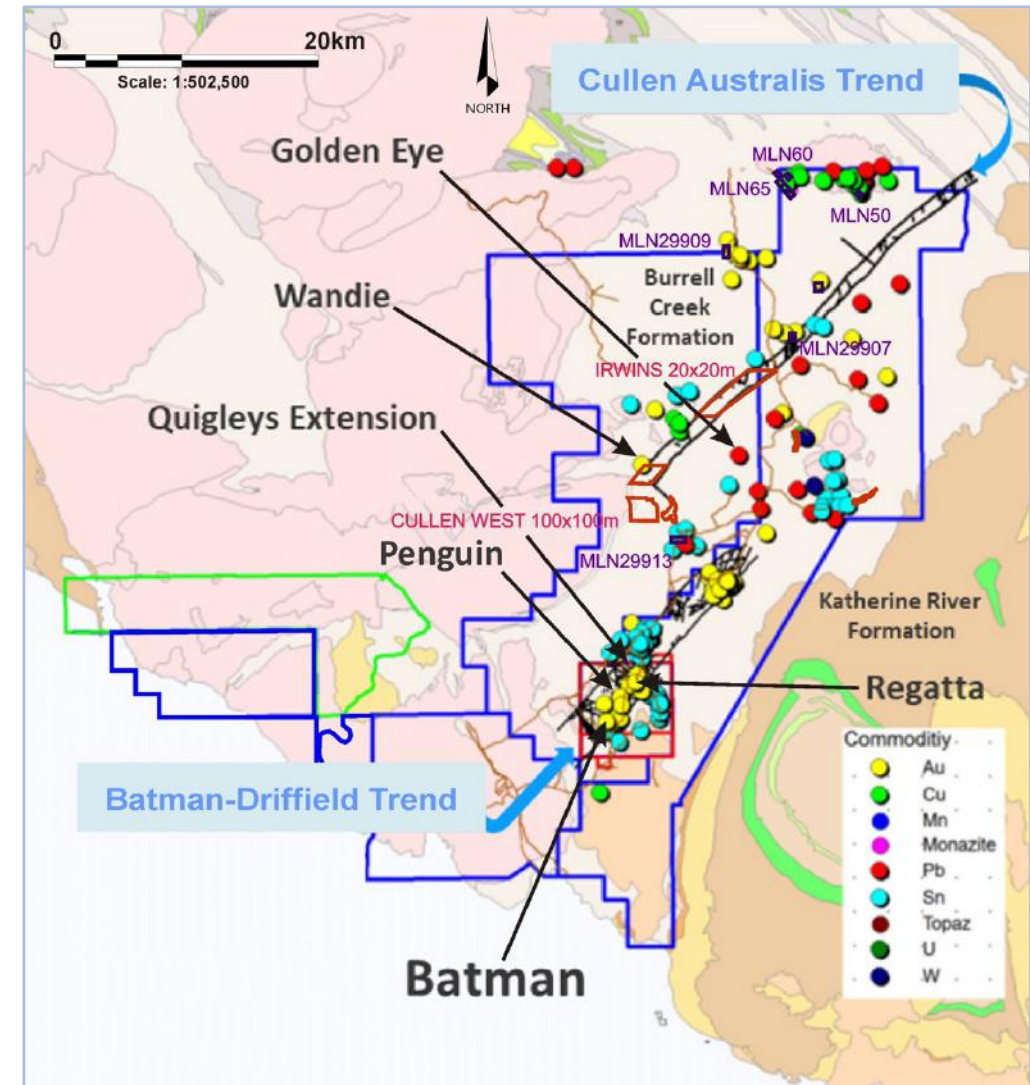 0 20km
Scale: 1:502,500
NORTH
Cullen Australis Trend
Golden Eye
MLN60
MLN65
MLN50
MLN29909
Wandie
Burrell
Creek
Formation
MLN29907
IRWINS 20x20m
Quigleys Extension
CULLEN WEST 100x100m
Penguin
MLN29913
Katherine River
Formation
Regatta
Batman-Driffield Trend
Batman
Commoditiy
Au
Cu
Mn
Monazite
Pb
Sn
Topaz
U
W